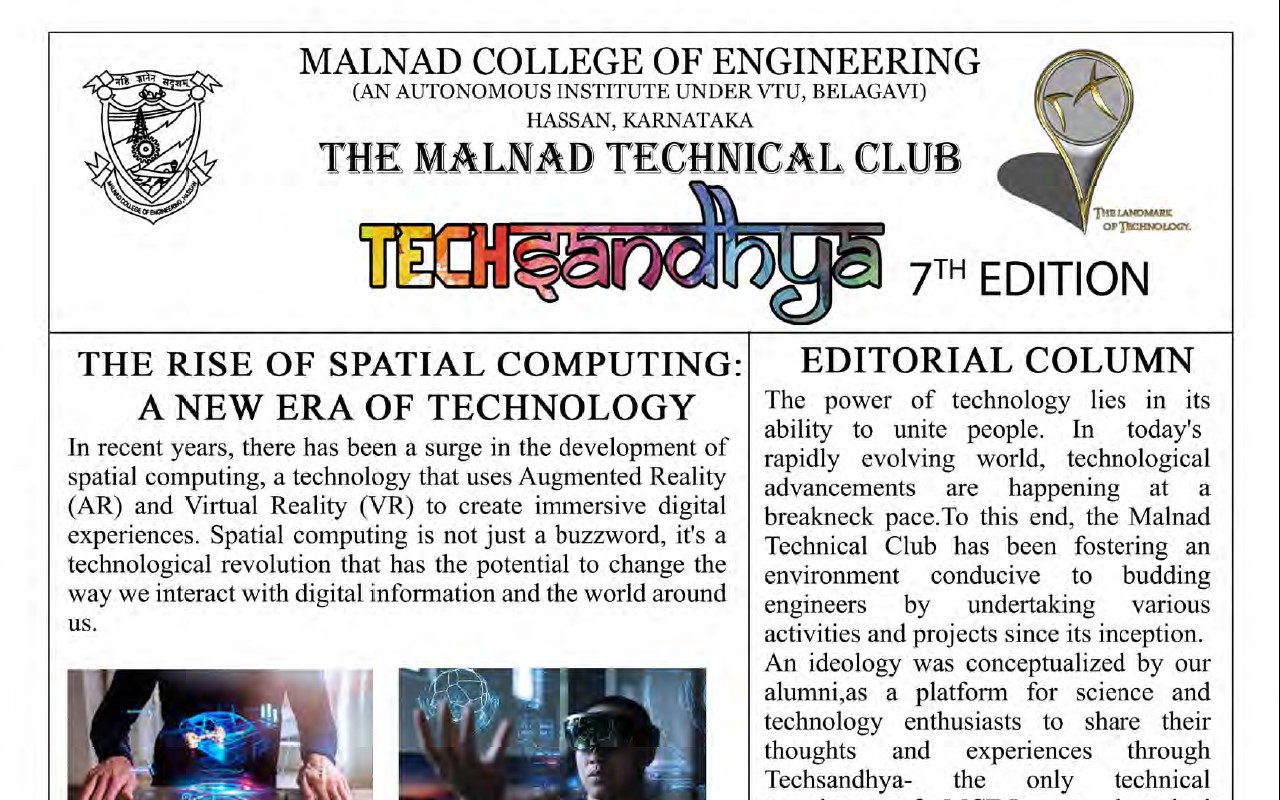 नहि ज्ञानेन सदृशम्
MALNAD COLLEGE OF ENGINEERING, HASSAN
MALNAD COLLEGE OF ENGINEERING
(AN AUTONOMOUS INSTITUTE UNDER VTU, BELAGAVI)
HASSAN, KARNATAKA
THE MALNAD TECHNICAL CLUB
TECHsandhya
7TH EDITION
THE LANDMARK
OF TECHNOLOGY.
THE RISE OF SPATIAL COMPUTING:
A NEW ERA OF TECHNOLOGY
In recent years, there has been a surge in the development of
spatial computing, a technology that uses Augmented Reality
(AR) and Virtual Reality (VR) to create immersive digital
experiences. Spatial computing is not just a buzzword, it's a
technological revolution that has the potential to change the
way we interact with digital information and the world around
us.
EDITORIAL COLUMN
The power of technology lies in its
ability to unite people. In today's
rapidly evolving world, technological
advancements are happening at a
breakneck pace.To this end, the Malnad
Technical Club has been fostering an
environment conducive to budding
engineers by undertaking various
activities and projects since its inception.
An ideology was conceptualized by our
alumni,as a platform for science and
technology enthusiasts to share their
thoughts and experiences through
Techsandhya- the only technical